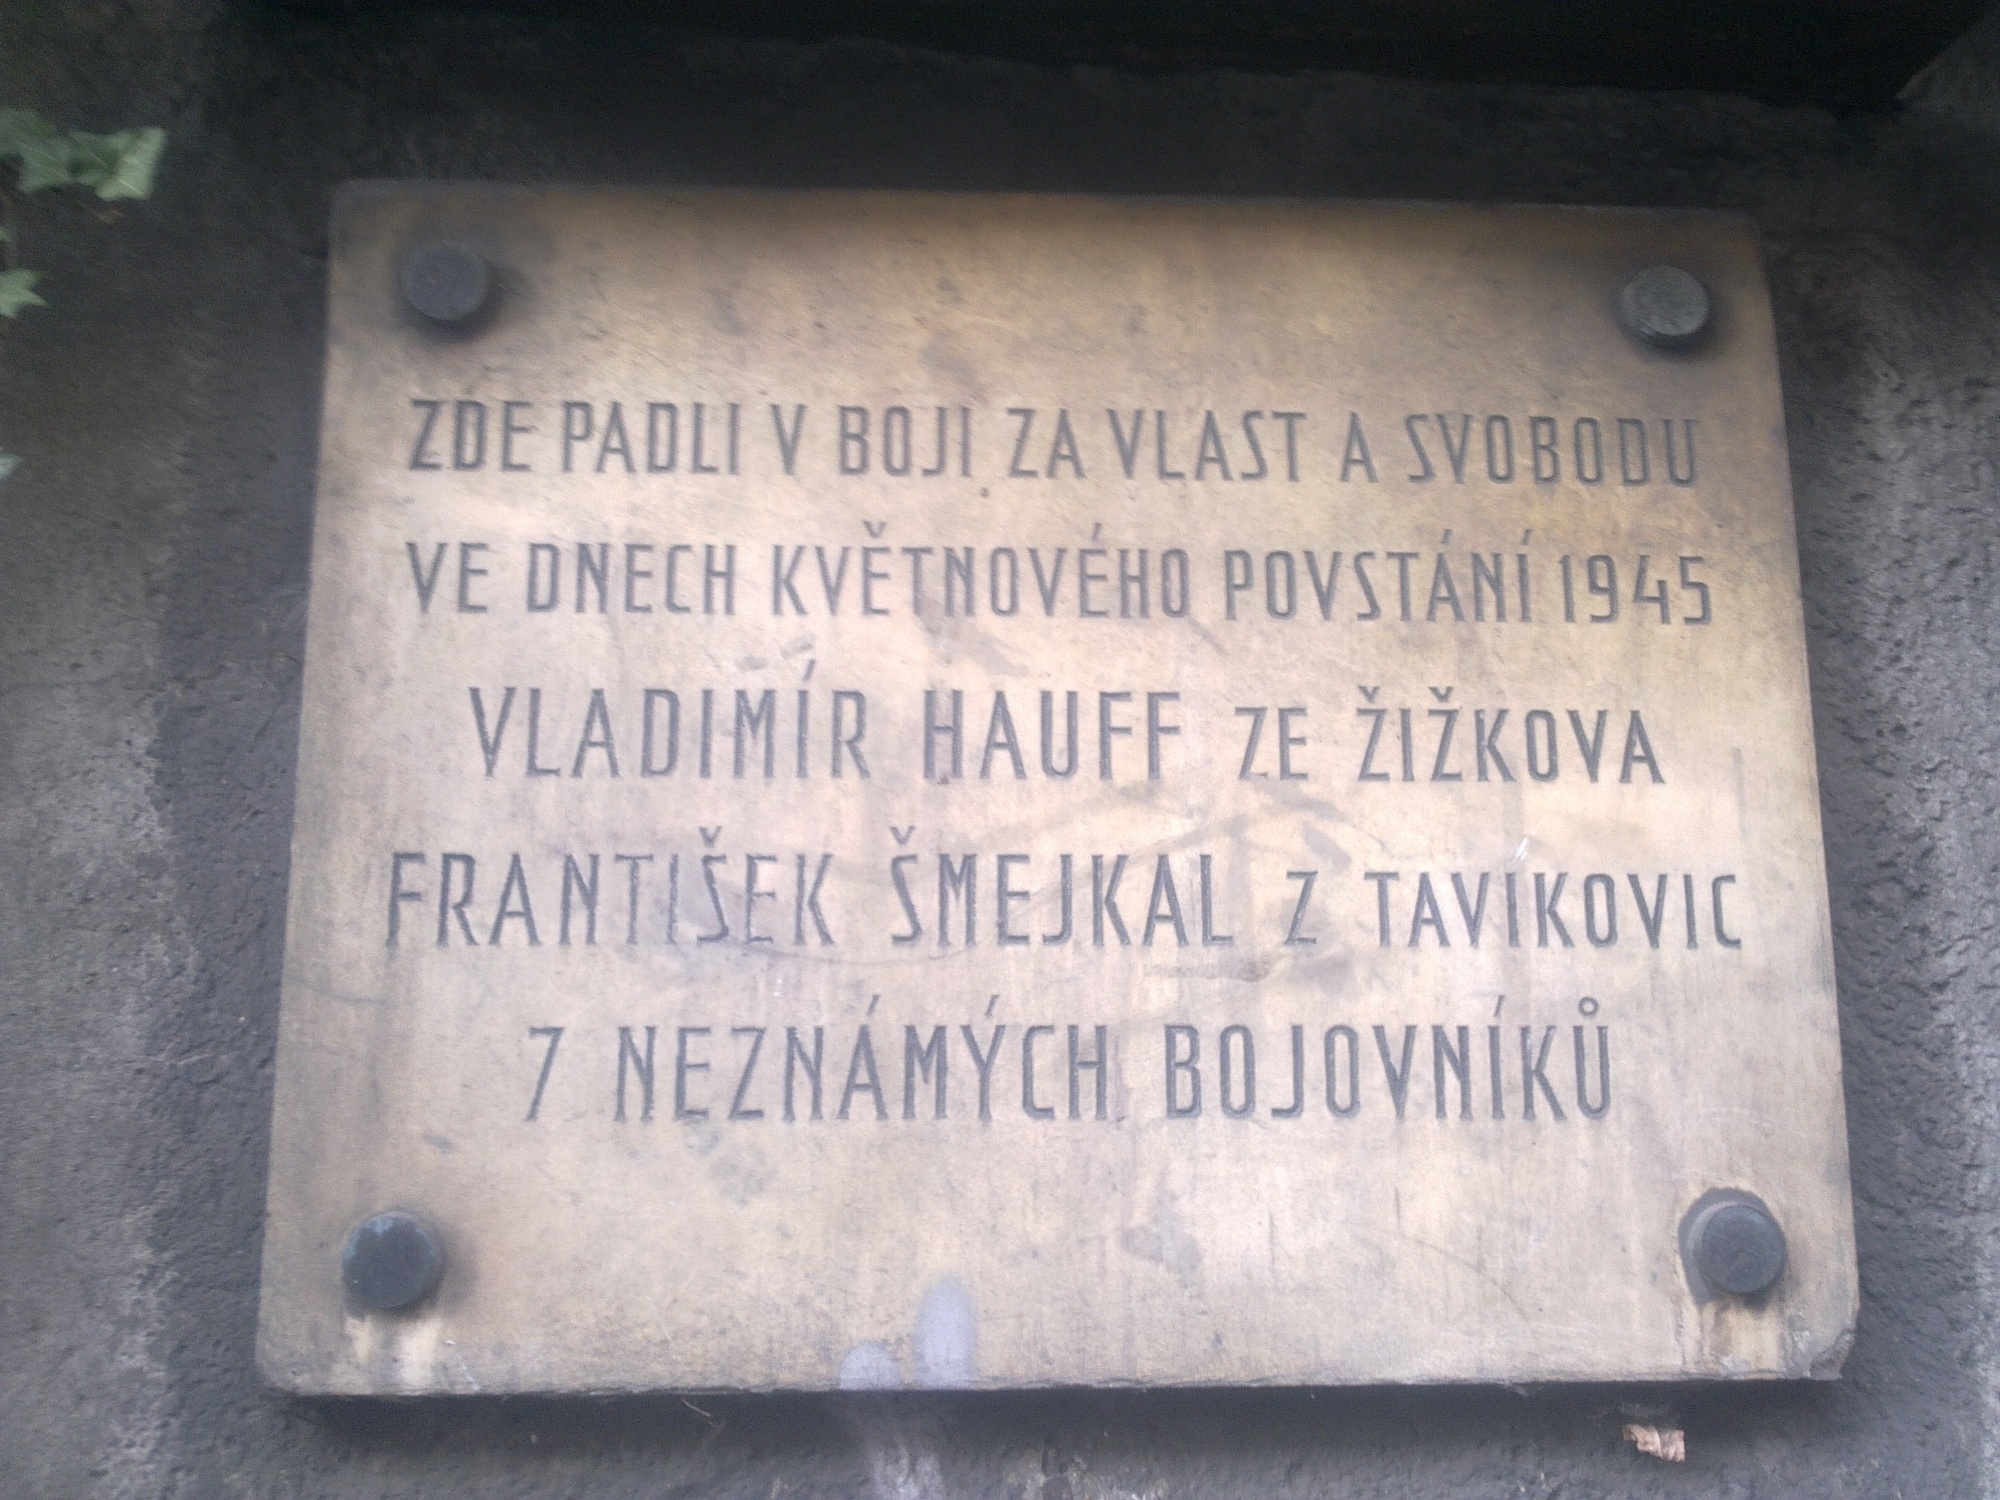 ZDE PADLI V BOJI ZA VLAST A SVOBODU
VE DNECH KVĚTNOVÉHO POVSTÁNÍ 1945
VLADIMÍR HAUFF ZE ŽIŽKOVA
FRANTIŠEK ŠMEJKAL Z TAVIKOVIC
7 NEZNÁMÝCH BOJOVNÍKŮ